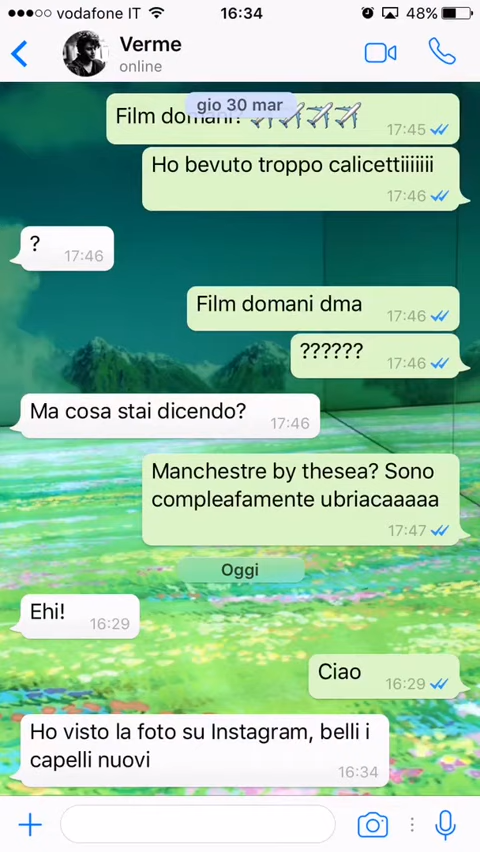 vodafone IT 16:34 48%
Verme
online
gio 30 mar
Film domani?
17:45
Ho bevuto troppo calicettiiiiiii
17:46
?
17:46
Film domani dma
17:46
??????
17:46
Ma cosa stai dicendo?
17:46
Manchestre by thesea? Sono
compleafamente ubriacaaaaa
17:47
Oggi
Ehi!
16:29
Ciao
16:29
Ho visto la foto su Instagram, belli i
capelli nuovi
16:34